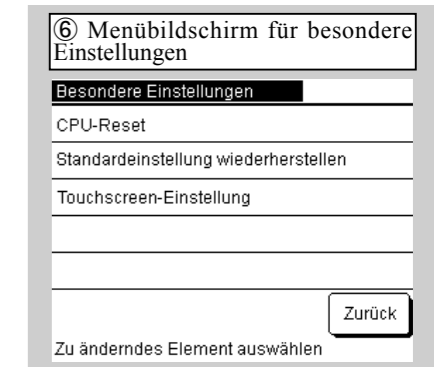 ⑥ Menübildschirm für besondere
Einstellungen
Besondere Einstellungen
CPU-Reset
Standardeinstellung wiederherstellen
Touchscreen-Einstellung
Zurück
Zu änderndes Element auswählen